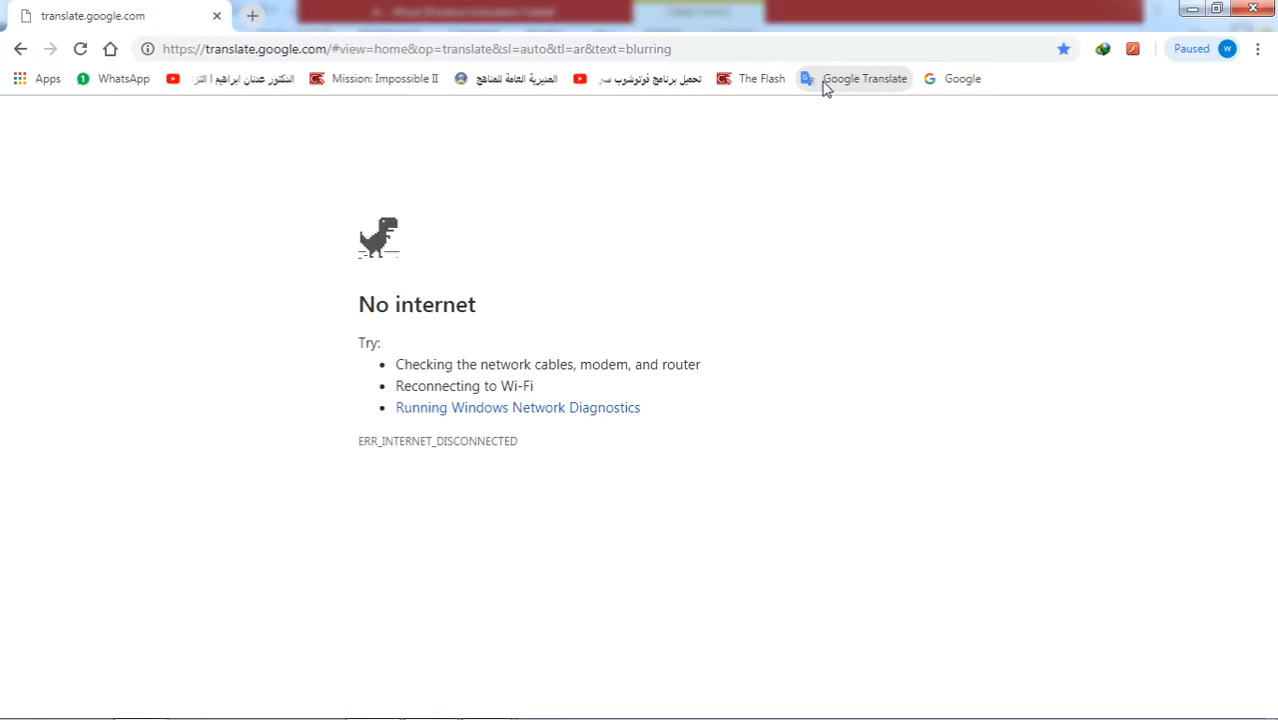 translate.google.com
https://translate.google.com/#view=home&op=translate&sl=auto&tl=ar&text=blurring
Paused W
Apps WhatsApp الدكتور عدنان ابراهيم ا التز Mission: Impossible II المديرية العامة للمناهج تحميل برنامج فوتوشوب سي The Flash Google Translate Google
No internet
Try:
• Checking the network cables, modem, and router
• Reconnecting to Wi-Fi
• Running Windows Network Diagnostics
ERR_INTERNET_DISCONNECTED